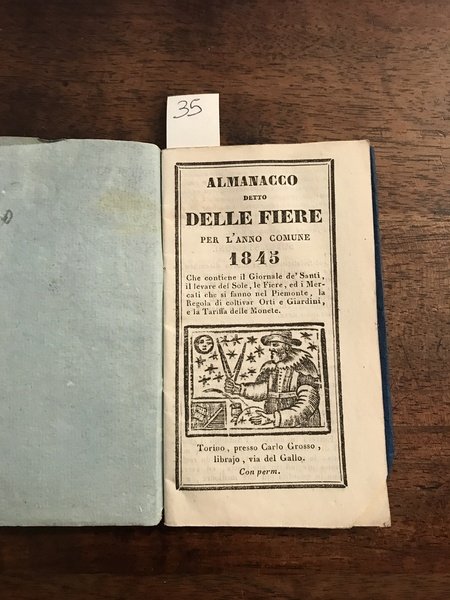 35
ALMANACCO
DETTO
DELLE FIERE
PER L'ANNO COMUNE
1845
Che contiene il Giornale de' Santi,
il levare del Sole, le Fiere, ed i Mer-
cati che si fanno nel Piemonte, la
Regola di coltivar Orti e Giardini,
e la Tariffa delle Monete.
Torino, presso Carlo Grosso,
librajo, via del Gallo.
Con perm.